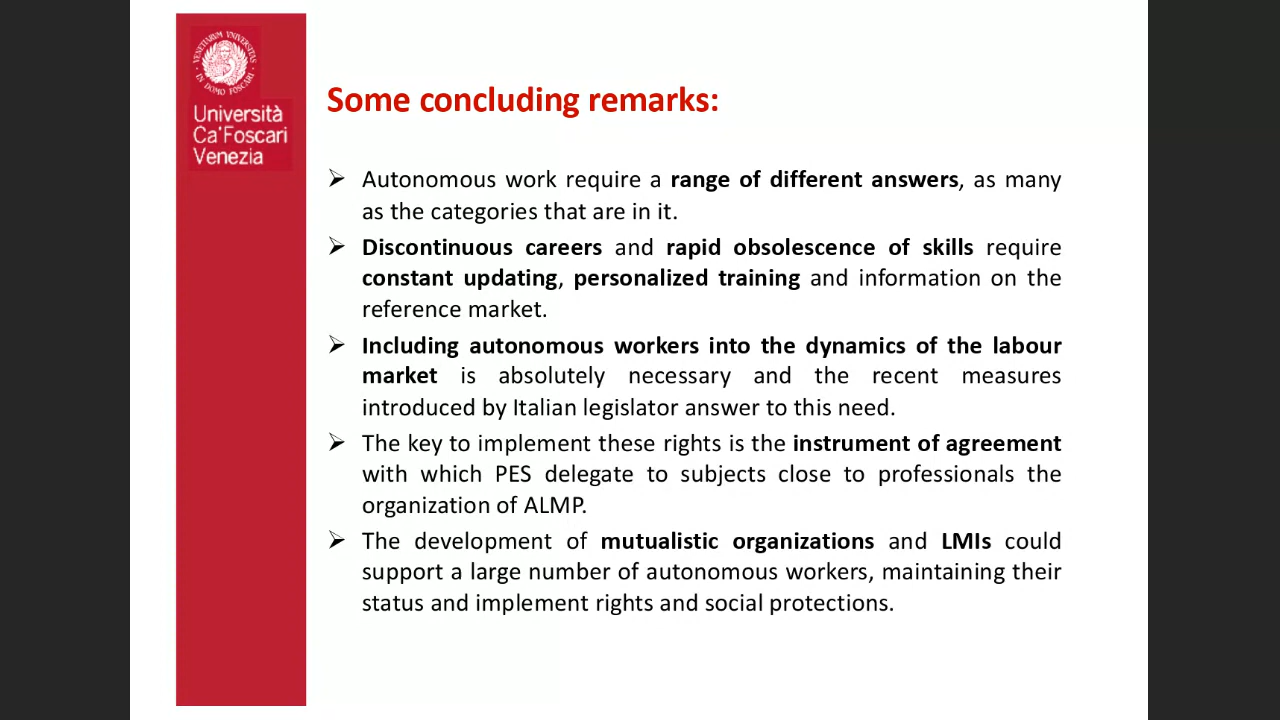 VENETIARUM UNIVERSITAS
IN DOMO FOSCARI
Università
Ca'Foscari
Venezia
Some concluding remarks:
➢ Autonomous work require a range of different answers, as many
as the categories that are in it.
➢ Discontinuous careers and rapid obsolescence of skills require
constant updating, personalized training and information on the
reference market.
➢ Including autonomous workers into the dynamics of the labour
market is absolutely necessary and the recent measures
introduced by Italian legislator answer to this need.
➢ The key to implement these rights is the instrument of agreement
with which PES delegate to subjects close to professionals the
organization of ALMP.
➢ The development of mutualistic organizations and LMIs could
support a large number of autonomous workers, maintaining their
status and implement rights and social protections.